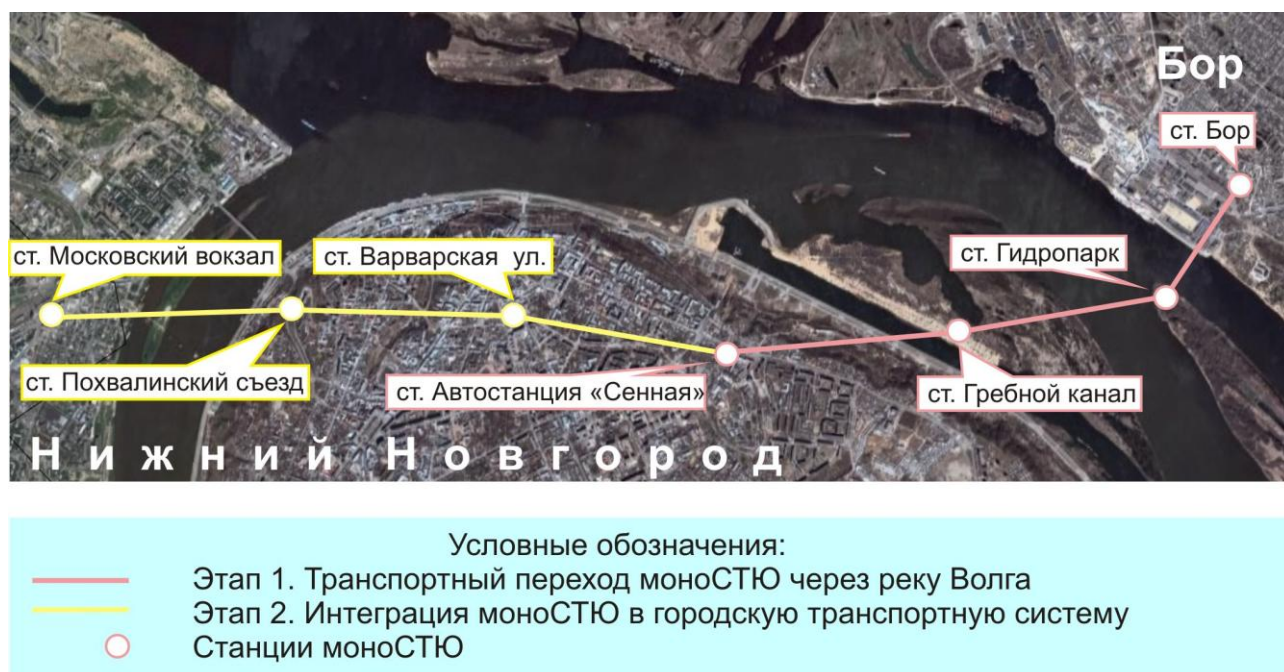 Бор
ст. Бор
ст. Московский вокзал
ст. Варварская ул.
ст. Гидропарк
ст. Похвалинский съезд
ст. Автостанция «Сенная»
ст. Гребной канал
Нижний Новгород
Условные обозначения:
Этап 1. Транспортный переход моноСТЮ через реку Волга
Этап 2. Интеграция моноСТЮ в городскую транспортную систему
Станции моноСТЮ